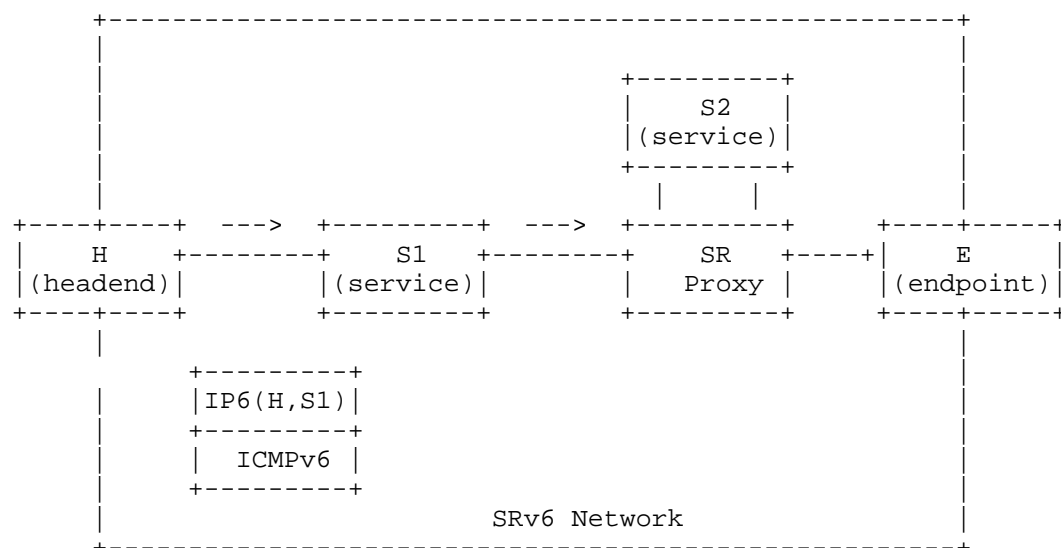 S2
(service)
---> --->
H S1 SR E
(headend) (service) Proxy (endpoint)
IP6(H,S1)
ICMPv6
SRv6 Network